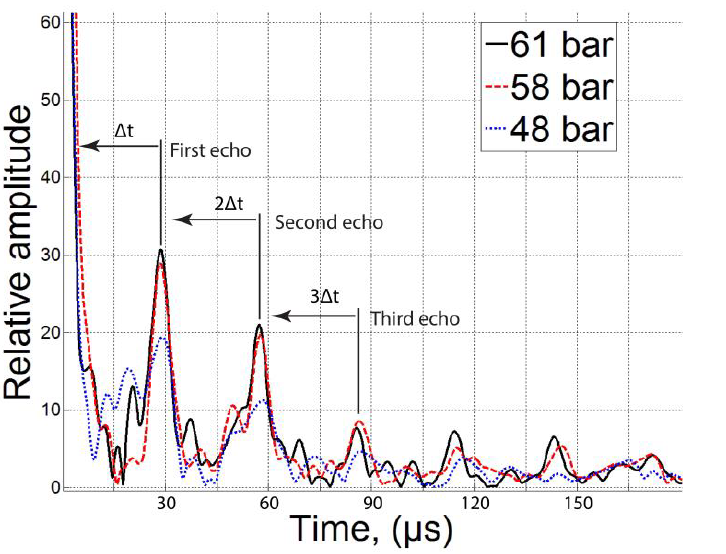 60
50
40
30
20
10
0
Relative amplitude
61 bar
58 bar
48 bar
Δt
First echo
2Δt
Second echo
3Δt
Third echo
30
60
90
120
150
Time, (μs)